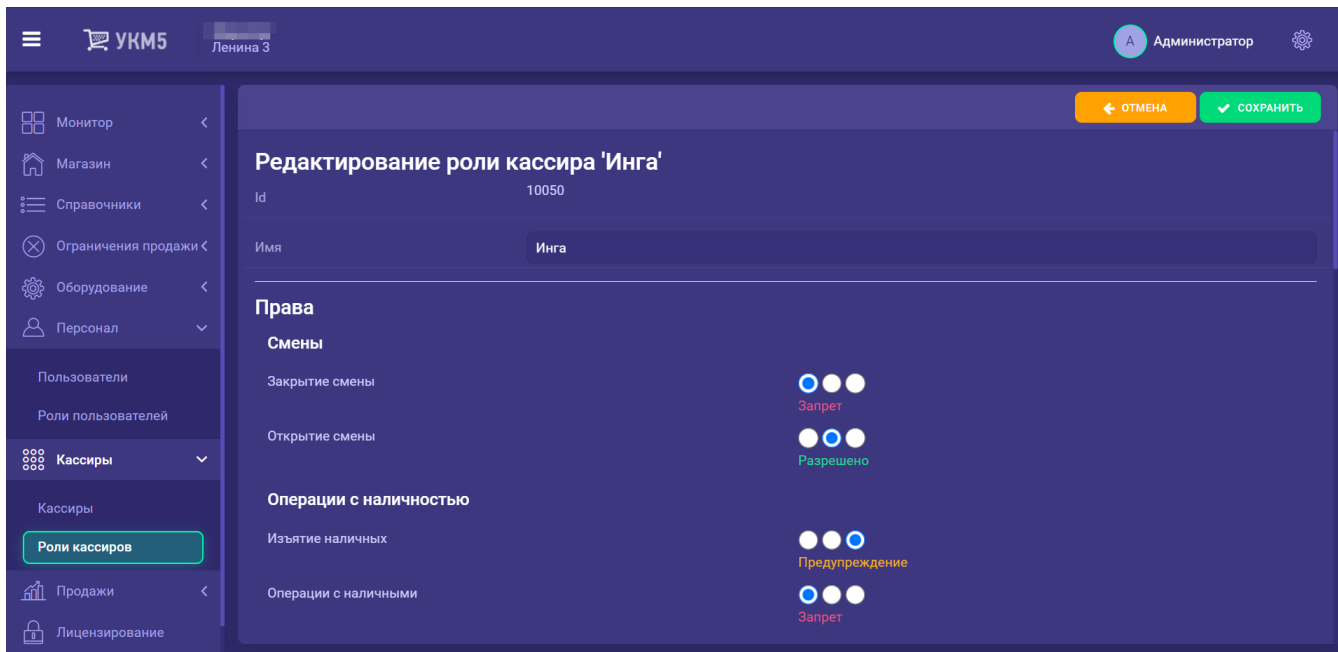 УКМ5
Ленина 3
А Администратор
Монитор
Магазин
Справочники
Ограничения продажи
Оборудование
Персонал
Пользователи
Роли пользователей
Кассиры
Кассиры
Роли кассиров
Продажи
Лицензирование
ОТМЕНА
СОХРАНИТЬ
Редактирование роли кассира 'Инга'
Id 10050
Имя Инга
Права
Смены
Закрытие смены
Запрет
Открытие смены
Разрешено
Операции с наличностью
Изъятие наличных
Предупреждение
Операции с наличными
Запрет